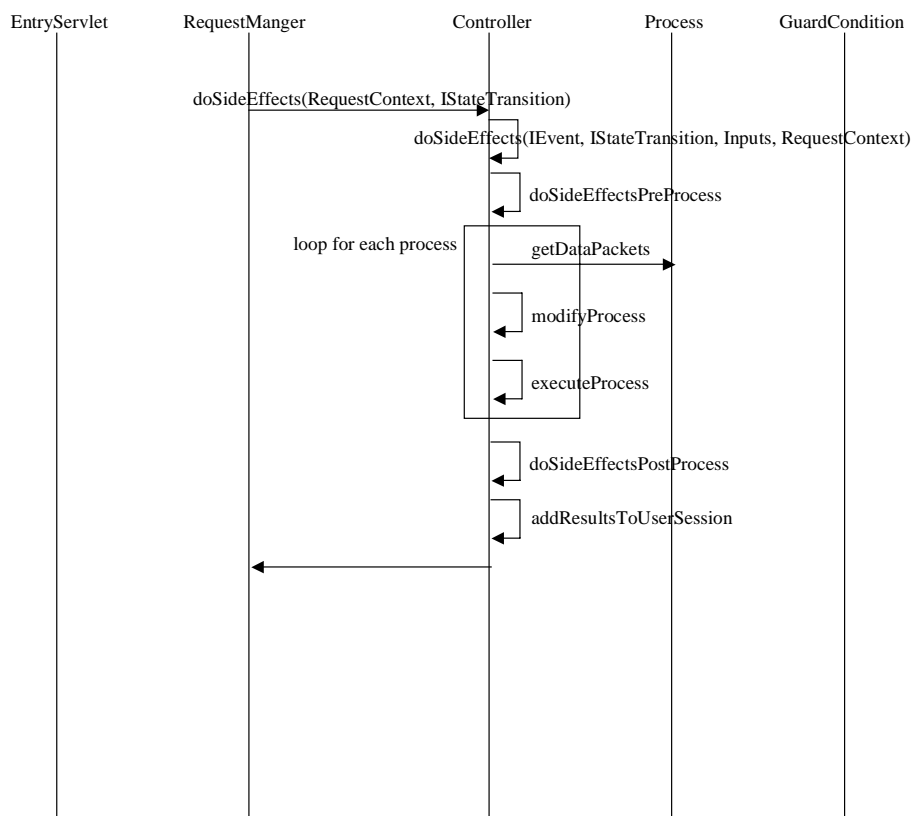 EntryServlet
RequestManger
Controller
Process
GuardCondition
doSideEffects(RequestContext, IStateTransition)
doSideEffects(IEvent, IStateTransition, Inputs, RequestContext)
doSideEffectsPreProcess
loop for each process
getDataPackets
modifyProcess
executeProcess
doSideEffectsPostProcess
addResultsToUserSession